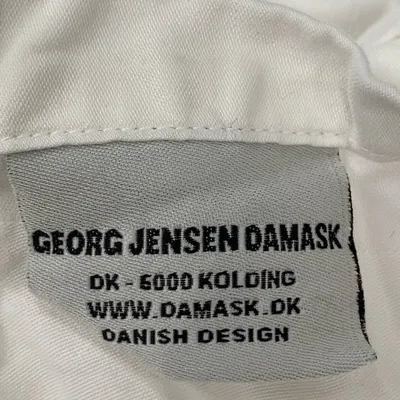 GEORG JENSEN DAMASK
DK - 6000 KOLDING
WWW.DAMASK.DK
DANISH DESIGN